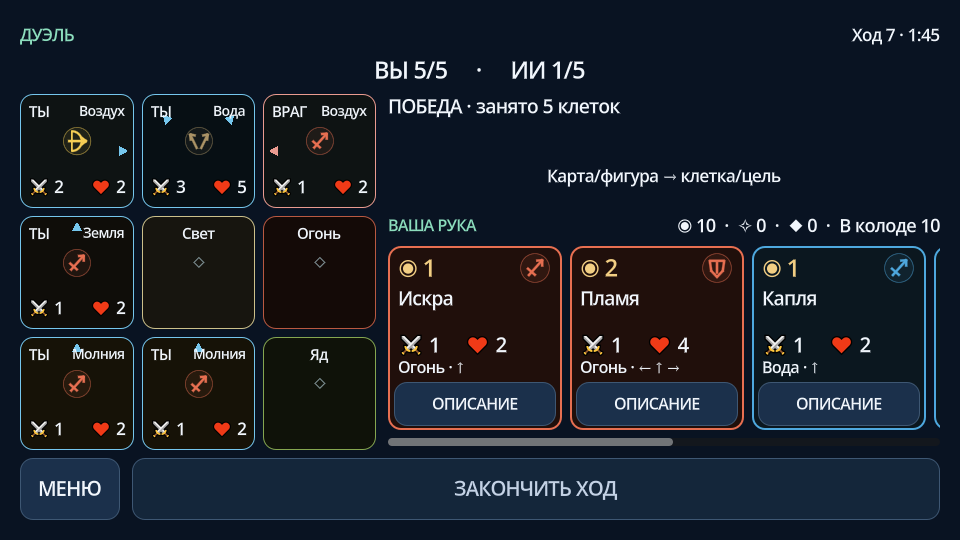 ДУЭЛЬ
Ход 7 · 1:45
ВЫ 5/5 · ИИ 1/5
ТЫ Воздух
2 2
ТЫ Вода
3 5
ВРАГ Воздух
1 2
ПОБЕДА · занято 5 клеток
Карта/фигура → клетка/цель
ТЫ Земля
1 2
Свет
Огонь
ТЫ Молния
1 2
ТЫ Молния
1 2
Яд
ВАША РУКА
◉ 10 · ✧ 0 · ◆ 0 · В колоде 10
◉ 1
Искра
1 2
Огонь · ↑
ОПИСАНИЕ
◉ 2
Пламя
1 4
Огонь · ← ↑ →
ОПИСАНИЕ
◉ 1
Капля
1 2
Вода · ↑
ОПИСАНИЕ
МЕНЮ
ЗАКОНЧИТЬ ХОД